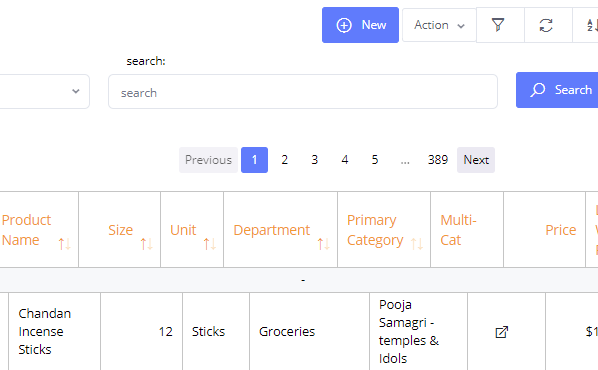 New Action
search:
search Search
Previous 1 2 3 4 5 ... 389 Next
Product Name Size Unit Department Primary Category Multi-Cat Price
-
Chandan Incense Sticks 12 Sticks Groceries Pooja Samagri - temples & Idols $1